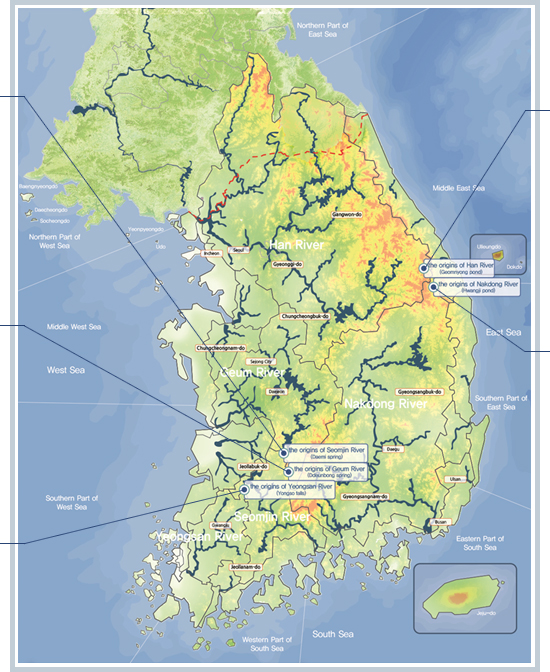 Northern Part of
East Sea
Baengnyeongdo
Daecheongdo
Socheongdo
Northern Part of
West Sea
Yeonpyeongdo
Udo
Middle East Sea
Gangwon-do
Han River
Incheon
Seoul
Gyeonggi-do
Ulleungdo
Dokdo
the origins of Han River
(Geomnyong pond)
the origins of Nakdong River
(Hwangji pond)
Chungcheongbuk-do
Middle West Sea
East Sea
Chungcheongnam-do
Sejong City
Geum River
West Sea
Daejeon
Gyeongsangbuk-do
Nakdong River
Southern Part of
East Sea
the origins of Seomjin River
(Daemi spring)
Daegu
Jeollabuk-do
the origins of Geum River
(Ddeunbong spring)
Ulsan
the origins of Yeongsan River
(Yongso falls)
Gyeongsangnam-do
Southern Part of
West Sea
Seomjin River
Gwangju
Busan
Yeongsan River
Eastern Part of
South Sea
Jeollanam-do
Jeju-do
South Sea
Western Part of
South Sea